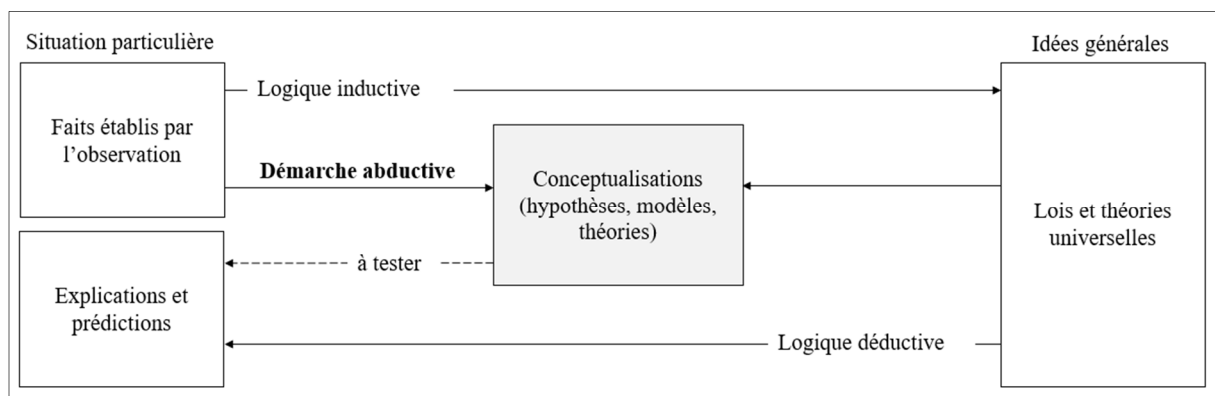 Situation particulière
Idées générales
Logique inductive
Faits établis par
l’observation
Démarche abductive
Conceptualisations
(hypothèses, modèles,
théories)
Lois et théories
universelles
à tester
Explications et
prédictions
Logique déductive